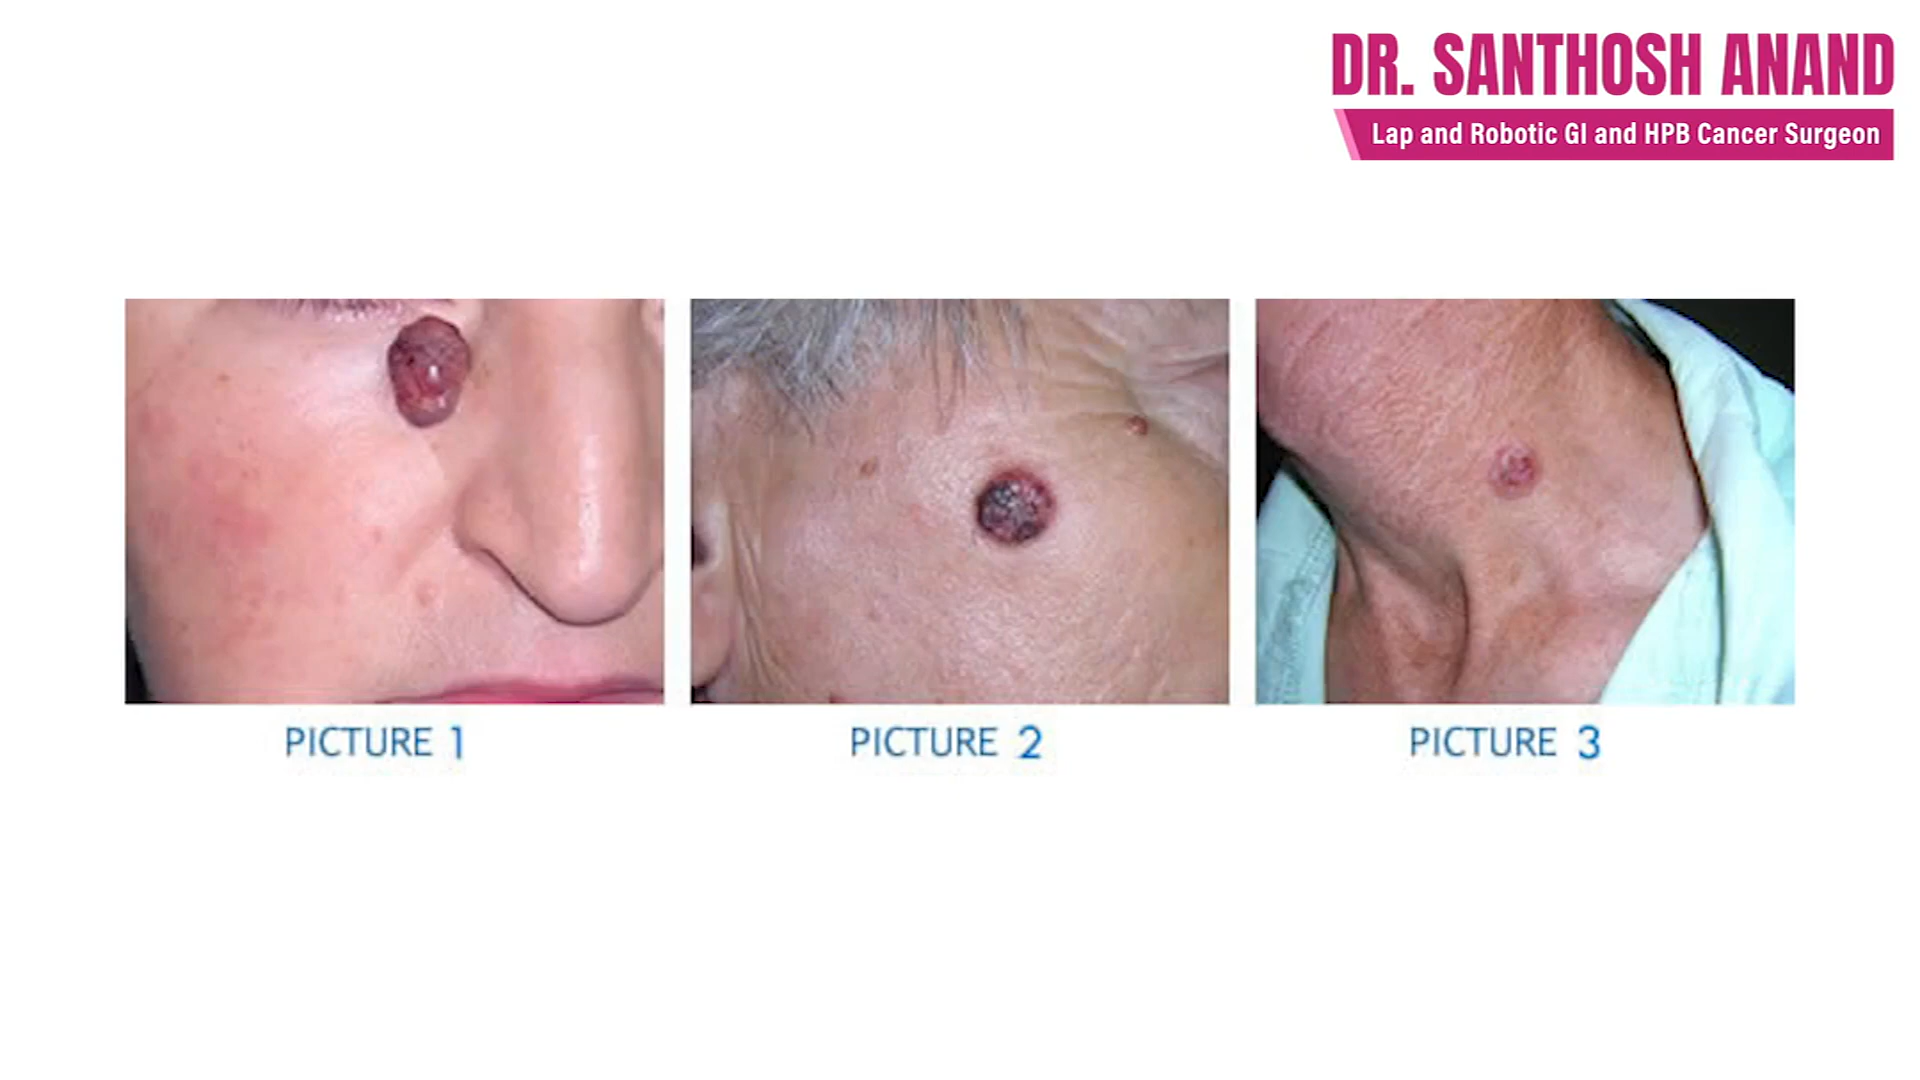 DR. SANTHOSH ANAND
Lap and Robotic GI and HPB Cancer Surgeon
PICTURE 1
PICTURE 2
PICTURE 3